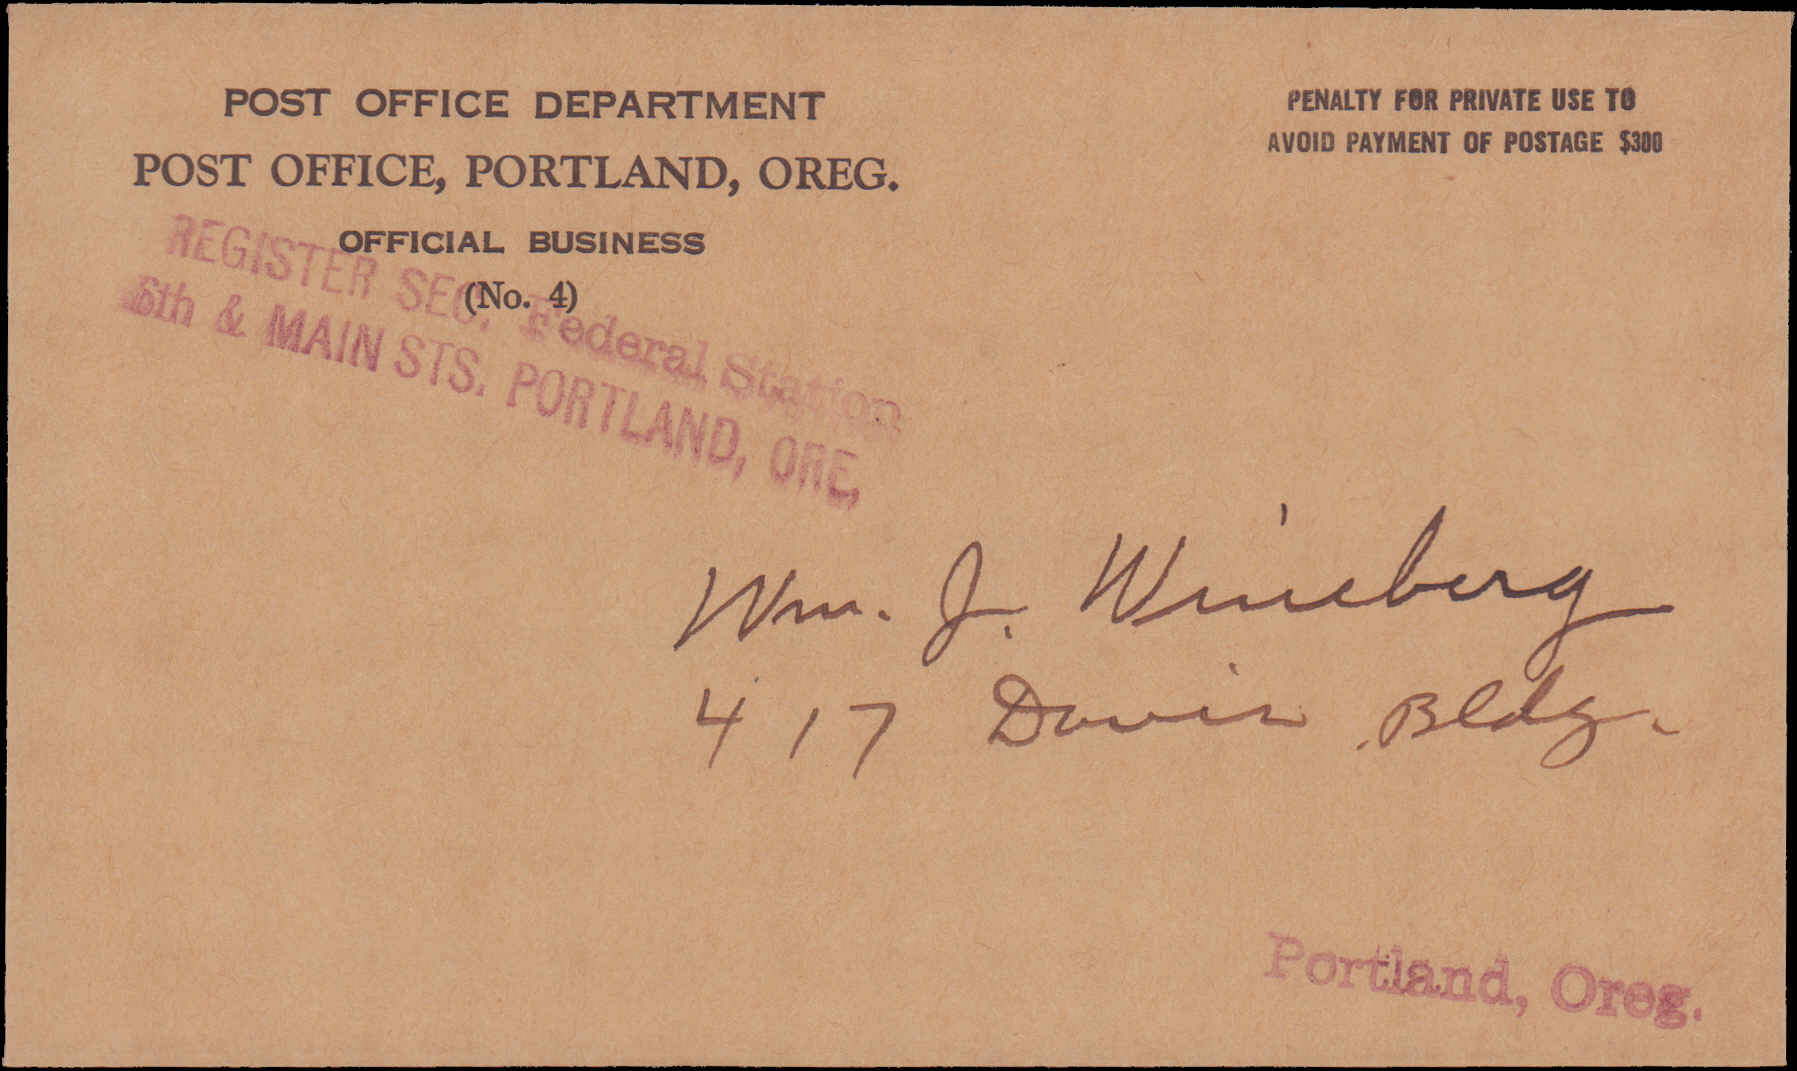 POST OFFICE DEPARTMENT
POST OFFICE, PORTLAND, OREG.
OFFICIAL BUSINESS
(No. 4)
PENALTY FOR PRIVATE USE TO
AVOID PAYMENT OF POSTAGE $300
REGISTER SEC. Federal Station
6th & MAIN STS. PORTLAND, ORE.
Wm. J. Wineberg
417 Davis Bldg.
Portland, Oreg.